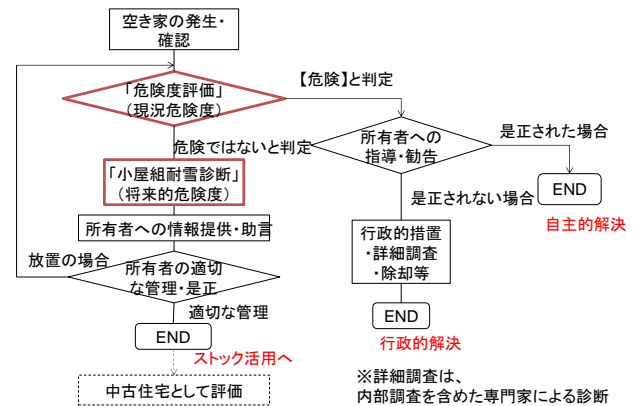 空き家の発生・
確認
「危険度評価」
（現況危険度）
【危険】と判定
所有者への
指導・勧告
是正された場合
危険ではないと判定
「小屋組耐雪診断」
（将来的危険度）
END
自主的解決
是正されない場合
所有者への情報提供・助言
行政的措置
・詳細調査
・除却等
放置の場合
所有者の適切
な管理・是正
適切な管理
END
END
行政的解決
ストック活用へ
中古住宅として評価
※詳細調査は、
内部調査を含めた専門家による診断